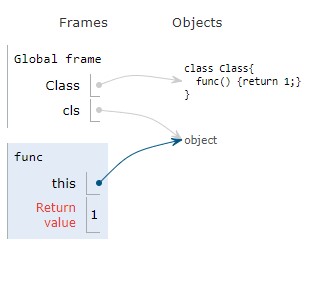 Frames Objects
Global frame
Class
cls
class Class{
func() {return 1;}
}
object
func
this
Return
value
1